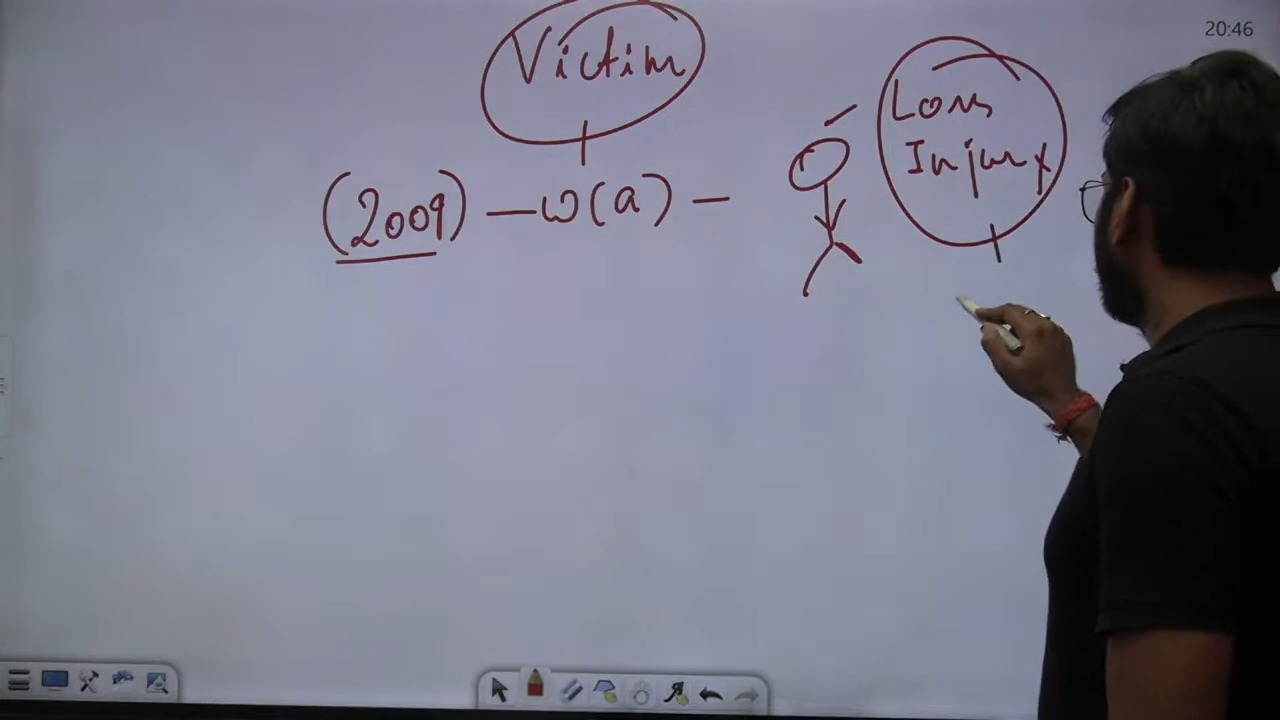 20:46
Victim
Loss
Injury
(2009) — w(a) —